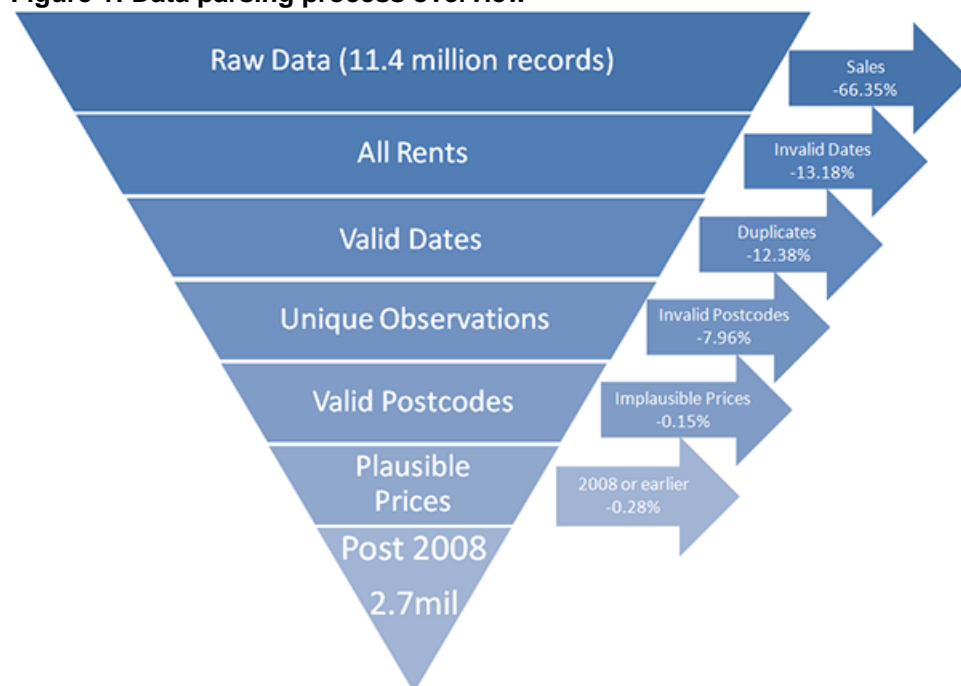 Figure 1: Data parsing process overview
Raw Data (11.4 million records)
Sales
-66.35%
All Rents
Invalid Dates
-13.18%
Valid Dates
Duplicates
-12.38%
Unique Observations
Invalid Postcodes
-7.96%
Valid Postcodes
Implausible Prices
-0.15%
Plausible
Prices
2008 or earlier
-0.28%
Post 2008
2.7mil